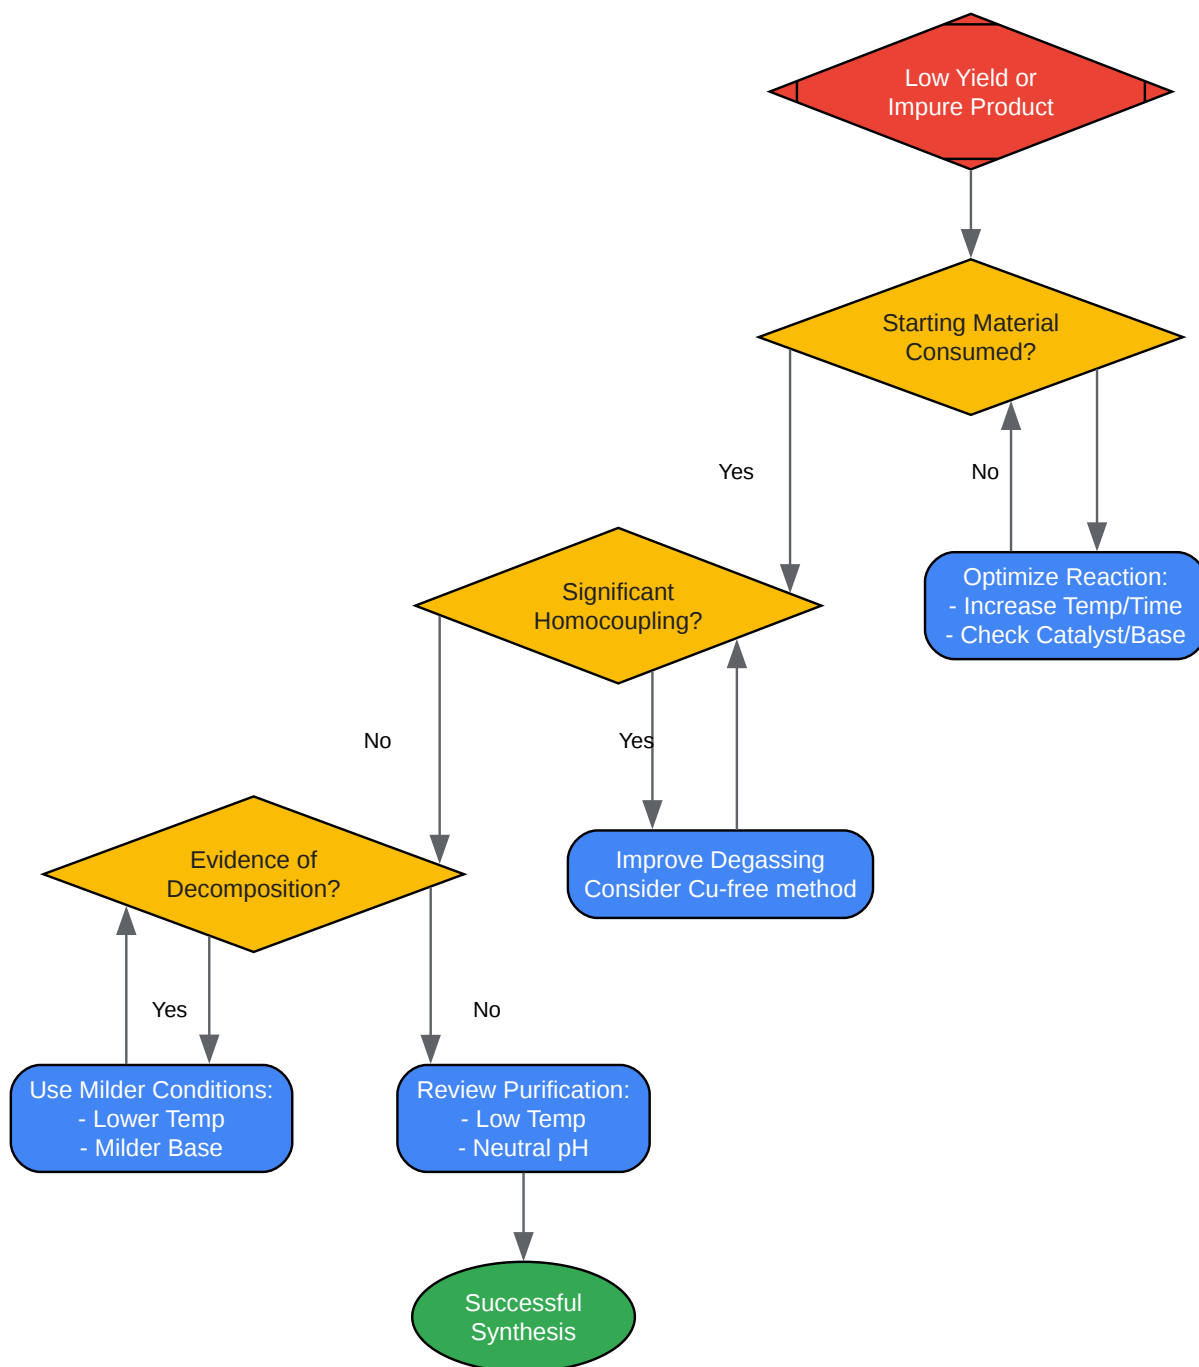 Low Yield or
Impure Product
Starting Material
Consumed?
Yes
No
Optimize Reaction:
- Increase Temp/Time
- Check Catalyst/Base
Significant
Homocoupling?
No
Yes
Improve Degassing
Consider Cu-free method
Evidence of
Decomposition?
Yes
No
Use Milder Conditions:
- Lower Temp
- Milder Base
Review Purification:
- Low Temp
- Neutral pH
Successful
Synthesis